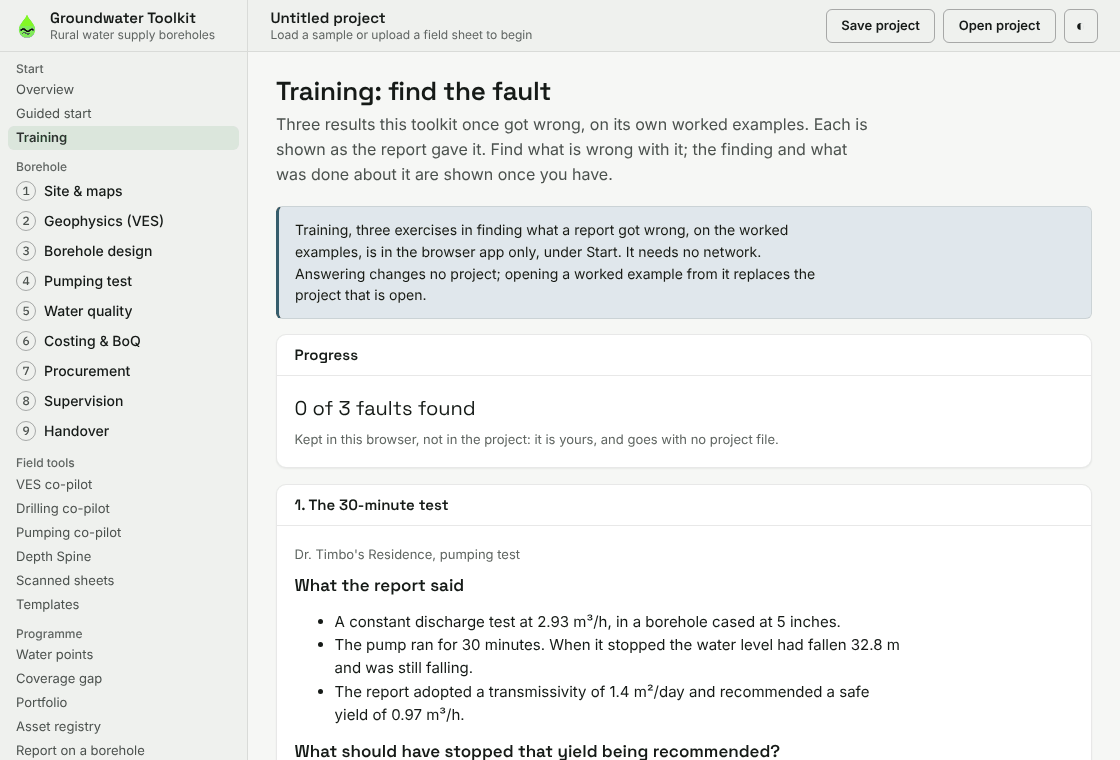 Groundwater Toolkit
Rural water supply boreholes
Untitled project
Load a sample or upload a field sheet to begin
Save project
Open project
Start
Overview
Guided start
Training
Borehole
1 Site & maps
2 Geophysics (VES)
3 Borehole design
4 Pumping test
5 Water quality
6 Costing & BoQ
7 Procurement
8 Supervision
9 Handover
Field tools
VES co-pilot
Drilling co-pilot
Pumping co-pilot
Depth Spine
Scanned sheets
Templates
Programme
Water points
Coverage gap
Portfolio
Asset registry
Report on a borehole
Training: find the fault
Three results this toolkit once got wrong, on its own worked examples. Each is
shown as the report gave it. Find what is wrong with it; the finding and what
was done about it are shown once you have.
Training, three exercises in finding what a report got wrong, on the worked
examples, is in the browser app only, under Start. It needs no network.
Answering changes no project; opening a worked example from it replaces the
project that is open.
Progress
0 of 3 faults found
Kept in this browser, not in the project: it is yours, and goes with no project file.
1. The 30-minute test
Dr. Timbo's Residence, pumping test
What the report said
• A constant discharge test at 2.93 m³/h, in a borehole cased at 5 inches.
• The pump ran for 30 minutes. When it stopped the water level had fallen 32.8 m
and was still falling.
• The report adopted a transmissivity of 1.4 m²/day and recommended a safe
yield of 0.97 m³/h.
What should have stopped that yield being recommended?